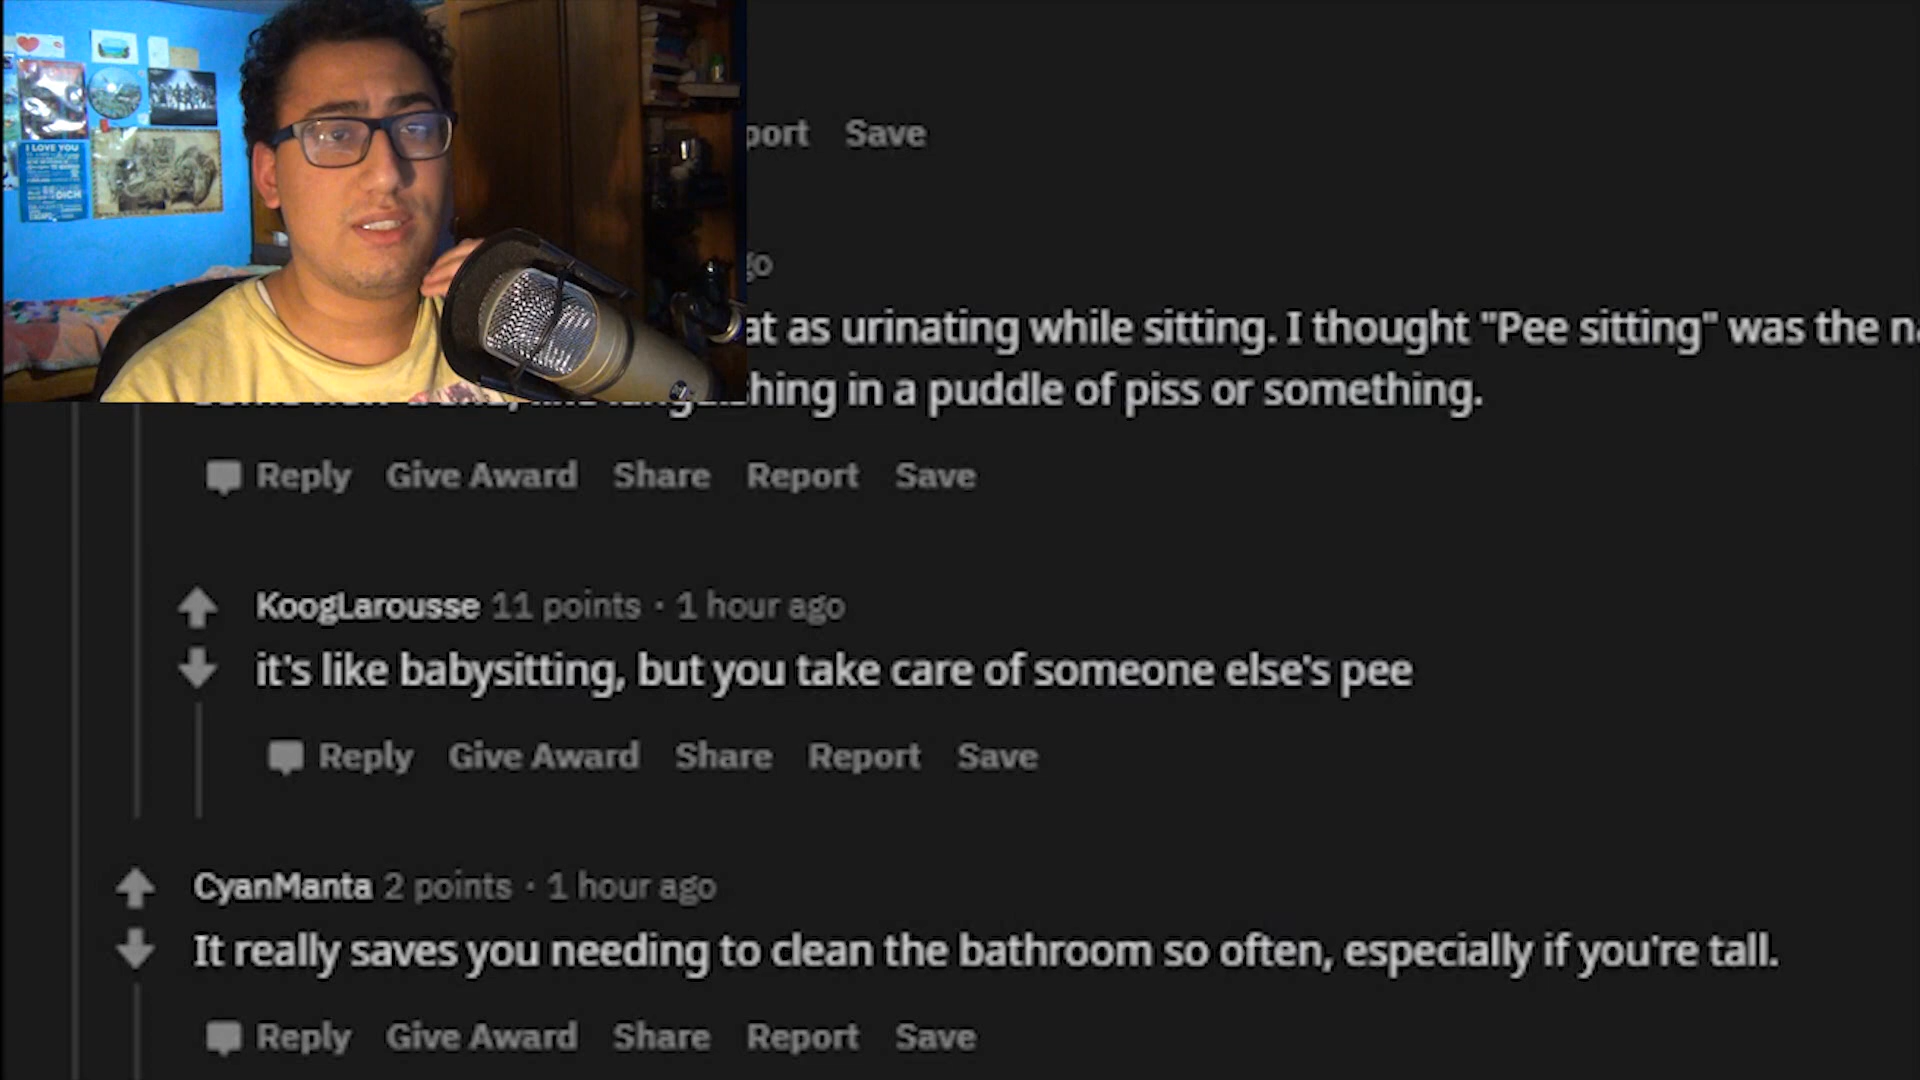 I LOVE YOU
DICH
port Save
go
at as urinating while sitting. I thought "Pee sitting" was the n
hing in a puddle of piss or something.
Reply Give Award Share Report Save
KoogLarousse 11 points · 1 hour ago
it's like babysitting, but you take care of someone else's pee
Reply Give Award Share Report Save
CyanManta 2 points · 1 hour ago
It really saves you needing to clean the bathroom so often, especially if you're tall.
Reply Give Award Share Report Save